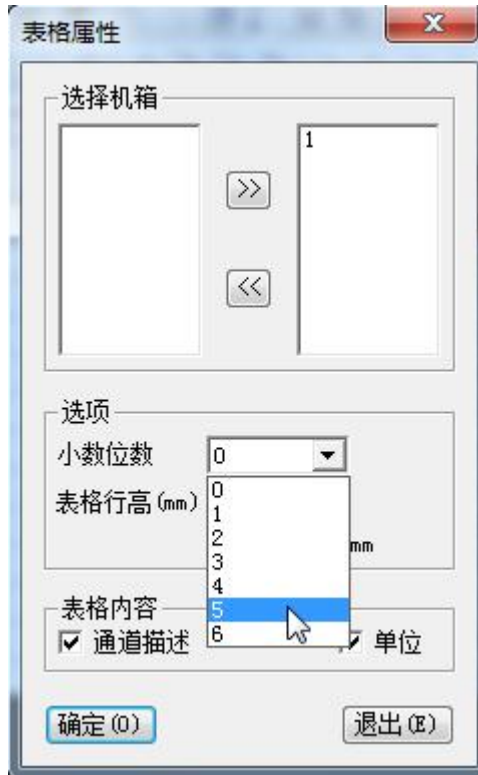 表格属性
选择机箱
1
>>
<<
选项
小数位数 0
表格行高(mm)
0
1
2
mm
3
4
表格内容
5
通道描述
6
单位
确定(O)
退出(E)